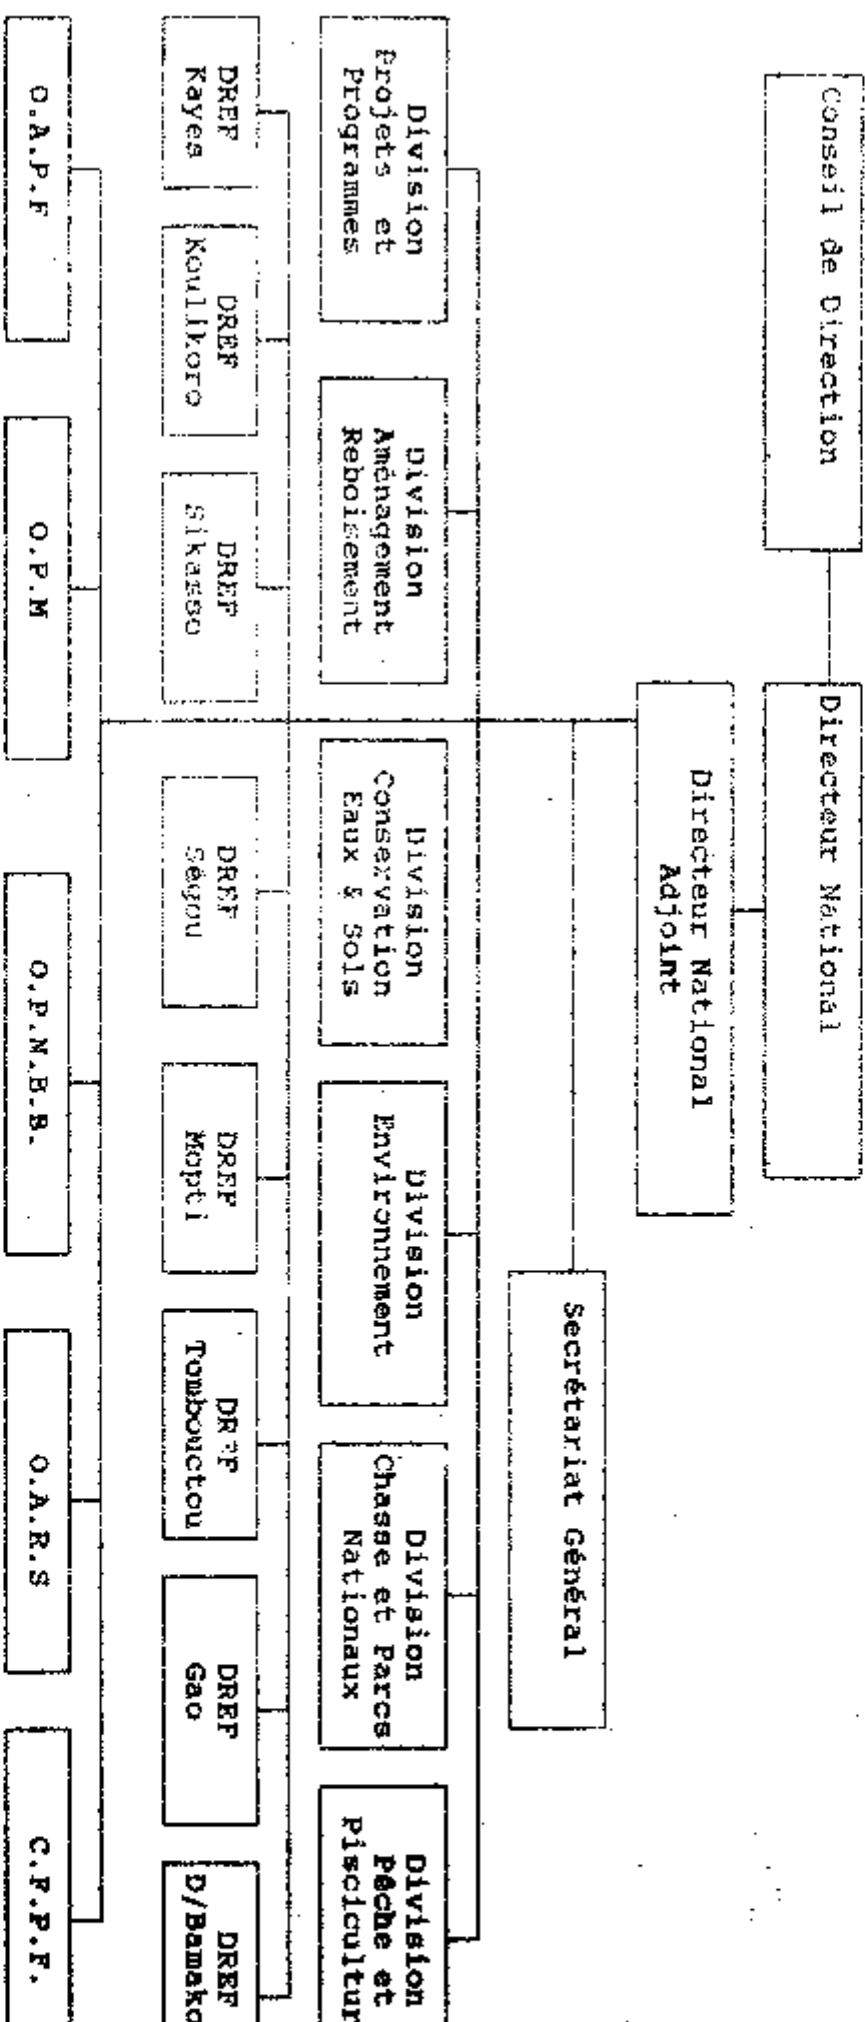 Conseil de Direction
Directeur National
Directeur National
Adjoint
Secrétariat Général
Division
Projets et
Programmes
Division
Aménagement
Reboisement
Division
Conservation
Eaux & Sols
Division
Environnement
Division
Chasse et Parcs
Nationaux
Division
Pêche et
Piscicultur
DREF
Kayes
DREF
Koulikoro
DREF
Sikasso
DREF
Ségou
DREF
Mopti
DREF
Tombouctou
DREF
Gao
DREF
D/Bamako
O.A.P.F
O.P.M
O.P.N.B.B.
O.A.R.S
C.F.P.F.